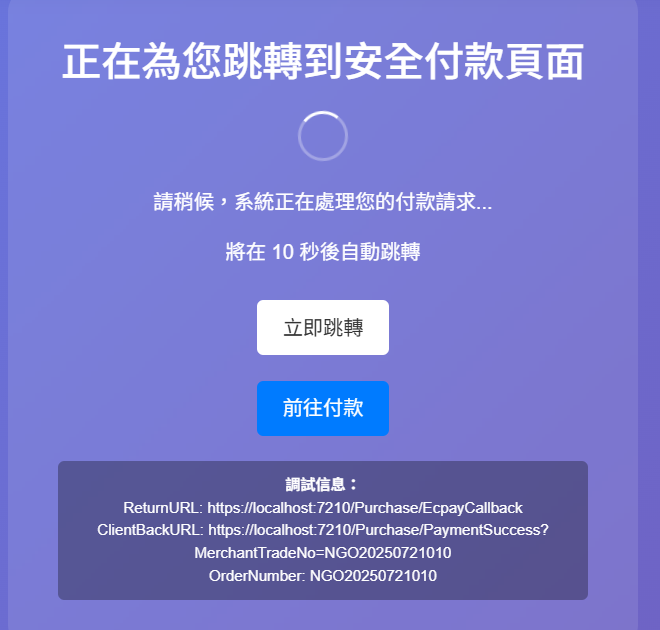 正在為您跳轉到安全付款頁面
請稍候，系統正在處理您的付款請求...
將在 10 秒後自動跳轉
立即跳轉
前往付款
調試信息：
ReturnURL: https://localhost:7210/Purchase/EcpayCallback
ClientBackURL: https://localhost:7210/Purchase/PaymentSuccess?
MerchantTradeNo=NGO20250721010
OrderNumber: NGO20250721010